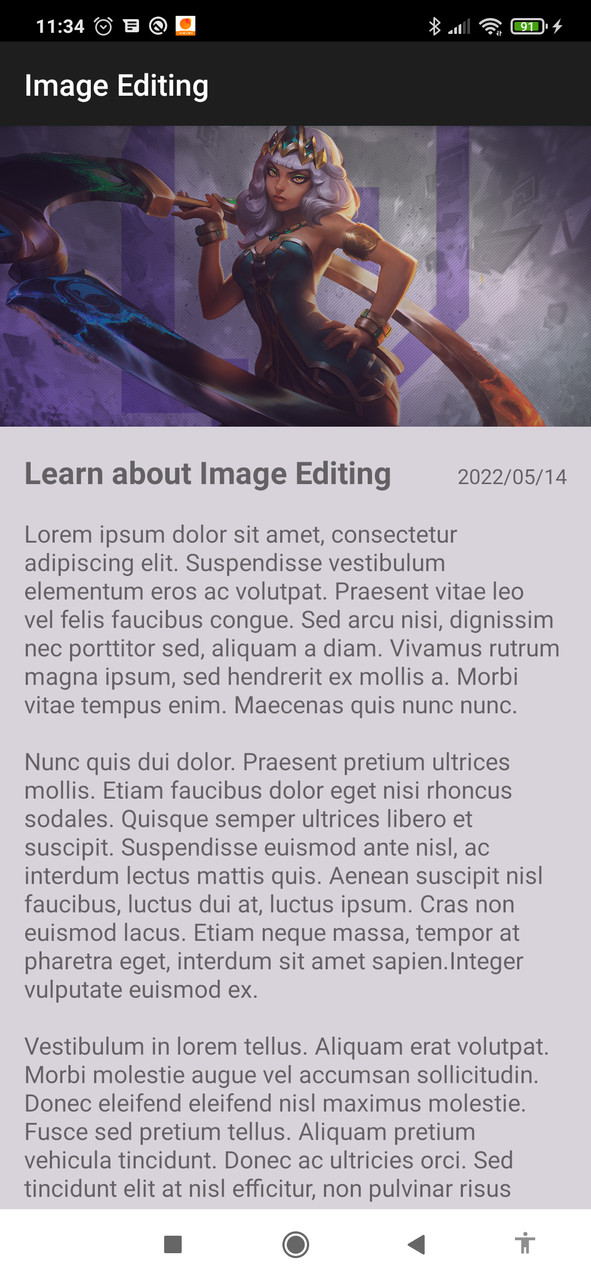 11:34
91
Image Editing
Learn about Image Editing 2022/05/14
Lorem ipsum dolor sit amet, consectetur
adipiscing elit. Suspendisse vestibulum
elementum eros ac volutpat. Praesent vitae leo
vel felis faucibus congue. Sed arcu nisi, dignissim
nec porttitor sed, aliquam a diam. Vivamus rutrum
magna ipsum, sed hendrerit ex mollis a. Morbi
vitae tempus enim. Maecenas quis nunc nunc.
Nunc quis dui dolor. Praesent pretium ultrices
mollis. Etiam faucibus dolor eget nisi rhoncus
sodales. Quisque semper ultrices libero et
suscipit. Suspendisse euismod ante nisl, ac
interdum lectus mattis quis. Aenean suscipit nisl
faucibus, luctus dui at, luctus ipsum. Cras non
euismod lacus. Etiam neque massa, tempor at
pharetra eget, interdum sit amet sapien.Integer
vulputate euismod ex.
Vestibulum in lorem tellus. Aliquam erat volutpat.
Morbi molestie augue vel accumsan sollicitudin.
Donec eleifend eleifend nisl maximus molestie.
Fusce sed pretium tellus. Aliquam pretium
vehicula tincidunt. Donec ac ultricies orci. Sed
tincidunt elit at nisl efficitur, non pulvinar risus